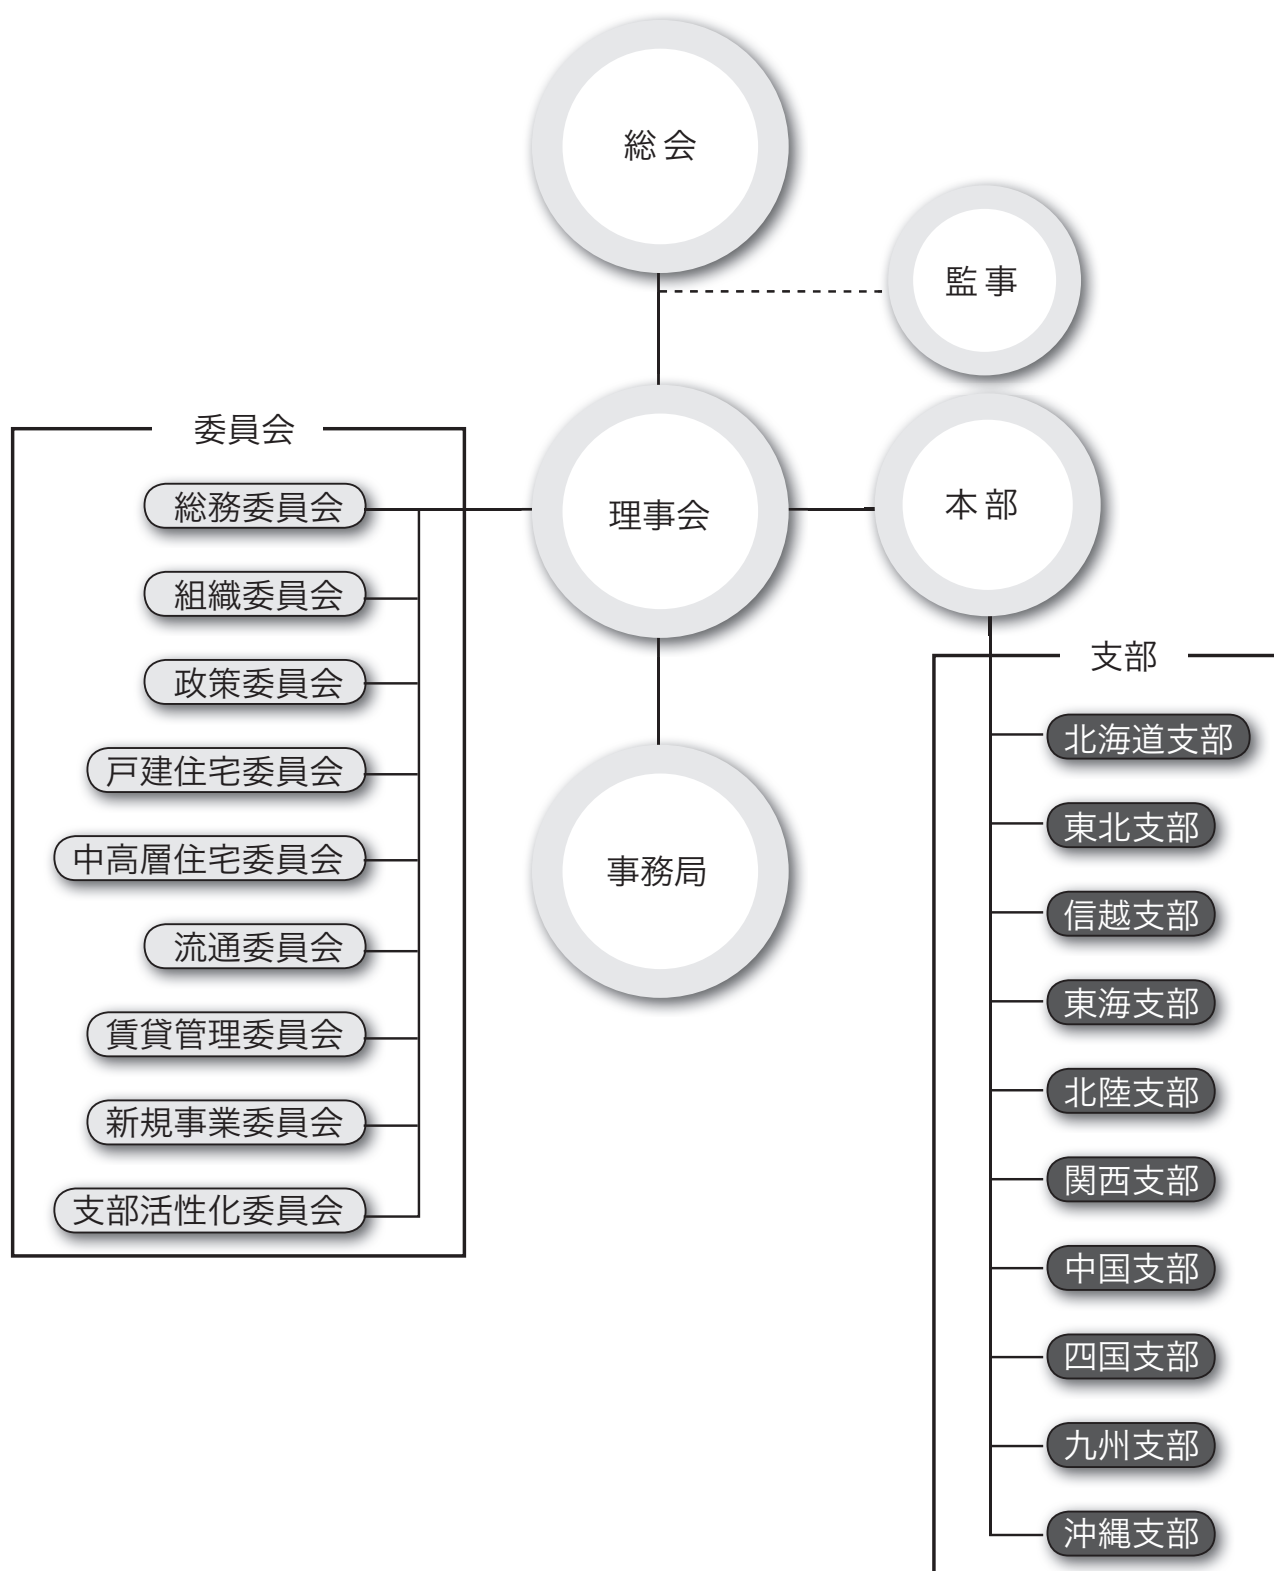 総会
監事
理事会
本部
事務局
委員会
総務委員会
組織委員会
政策委員会
戸建住宅委員会
中高層住宅委員会
流通委員会
賃貸管理委員会
新規事業委員会
支部活性化委員会
支部
北海道支部
東北支部
信越支部
東海支部
北陸支部
関西支部
中国支部
四国支部
九州支部
沖縄支部